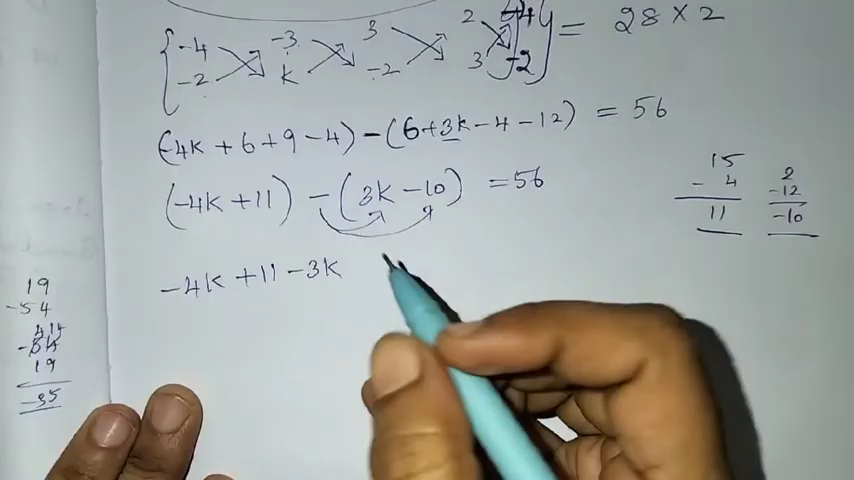 -4 -3 3 2 -4 = 28 × 2
-2 k -2 3 -2
(-4k + 6 + 9 - 4) - (6 + 3k - 4 - 12) = 56
(-4k + 11) - (3k - 10) = 56
-4k + 11 - 3k
15
- 4
11
2
-12
-10
19
-54
19
-35